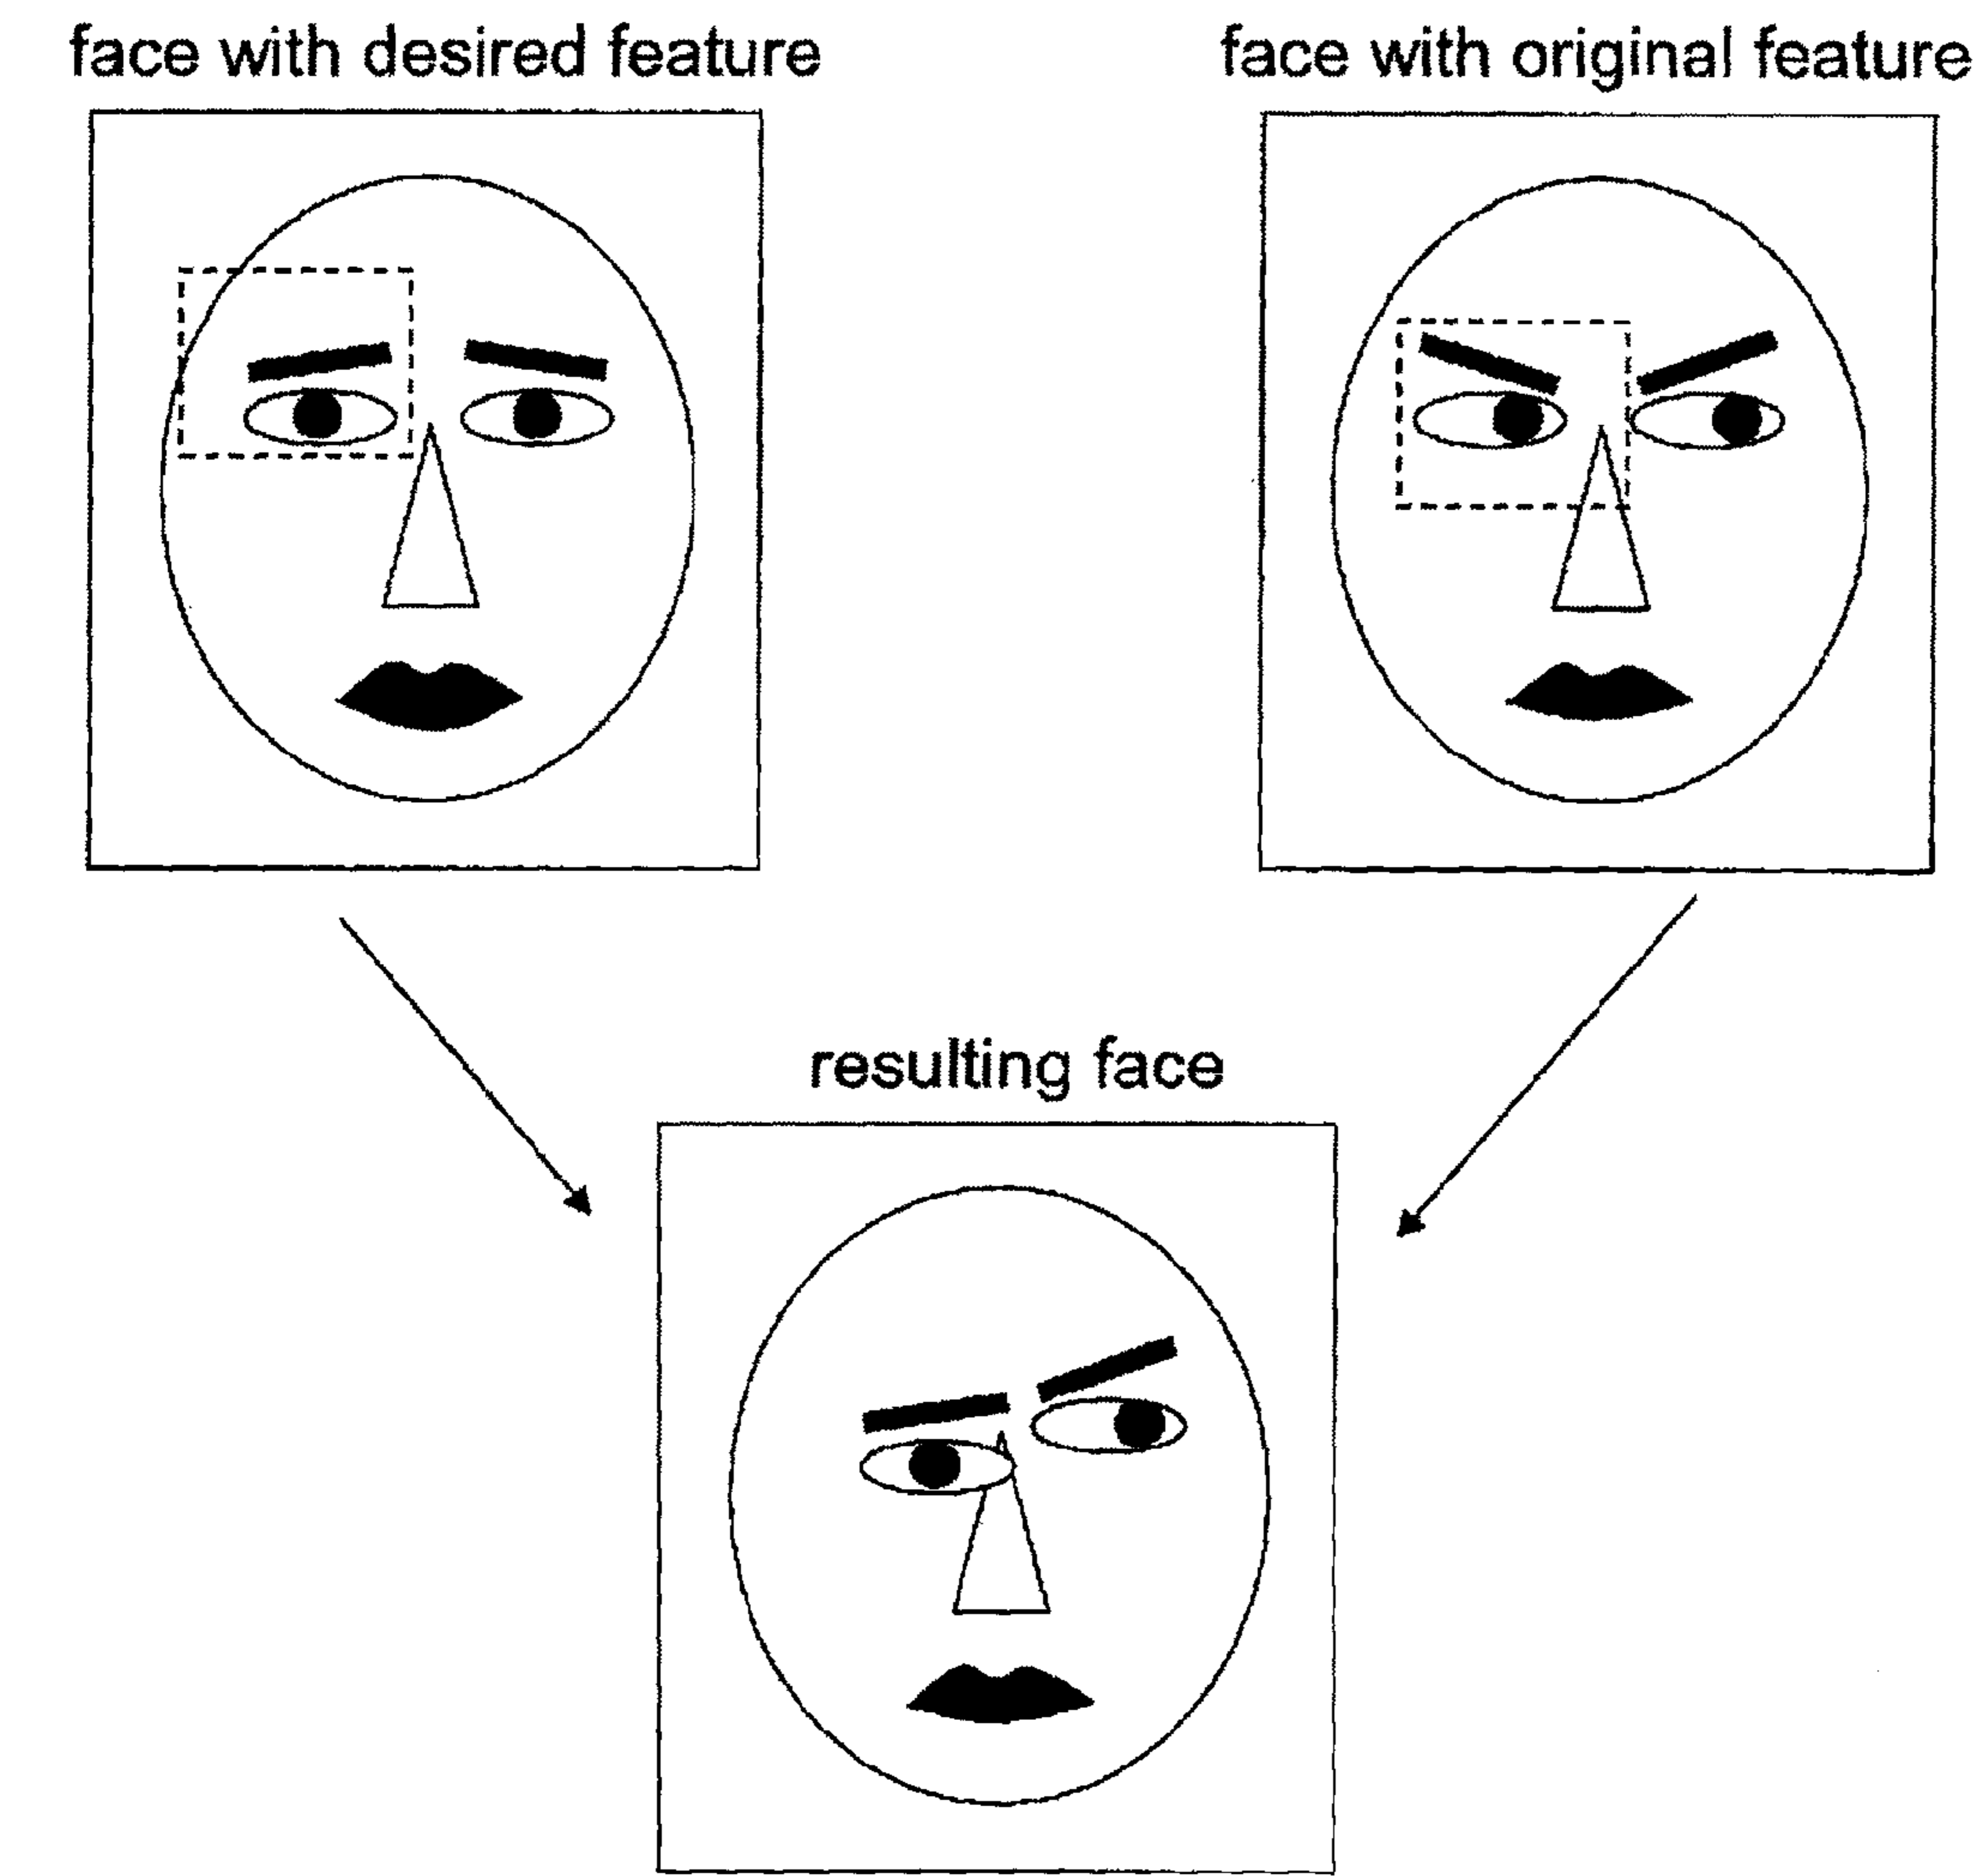 face with desired feature
face with original feature
resulting face